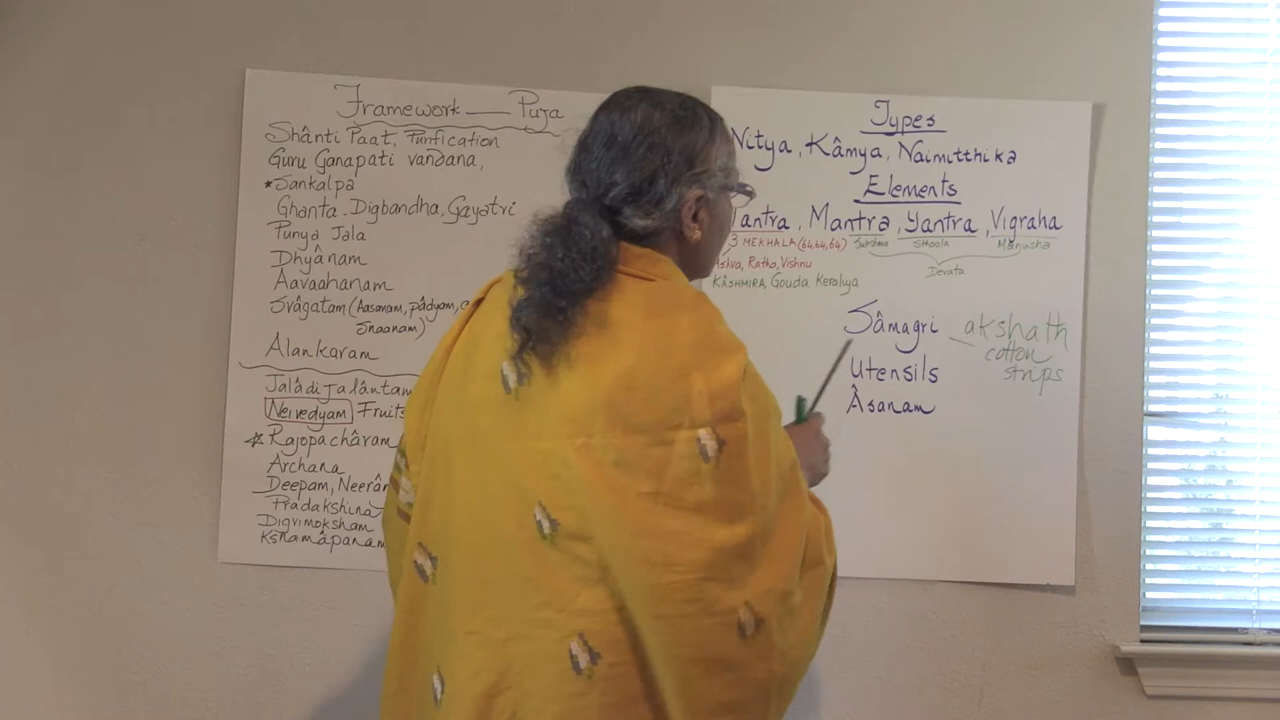 Framework — Puja
Shânti Paat, Purification
Guru Ganapati vandana,
*Sankalpa
Ghanta - Digbandha, Gayatri
Punya Jala
Dhyânam
Aavaahanam
Svâgatam (Aasanam, pâdyam,
Snaanam)
Alankaram
Jalâdi Jalântam
Neivedyam Fruits
☆ Rajopachâram
Archana
Deepam,
Pradakshina
Digvimoksham
Kshamâpanam
Types
Nitya, Kâmya, Naimitthika
Elements
Tantra, Mantra, Yantra, Vigraha
3 MEKHALA (64,64,64) Sukshma Sthoola Manusha
Ashva, Ratha, Vishnu Devata
KÂSHMIRA, Gouda, Keralya
Sâmagri akshath
cotton
Utensils strips
Âsanam